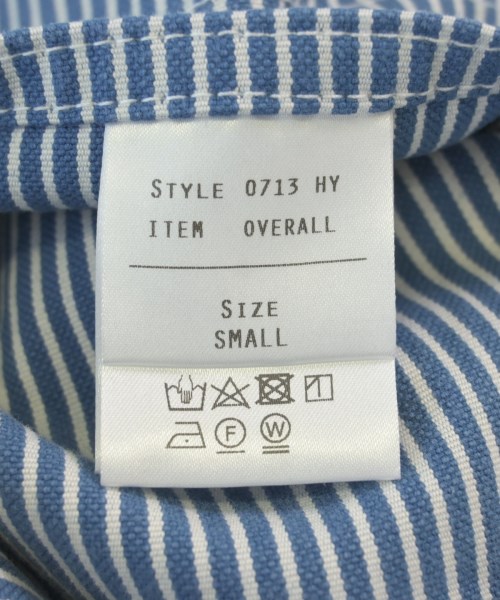 STYLE 0713 HY
ITEM OVERALL
SIZE
SMALL
F W